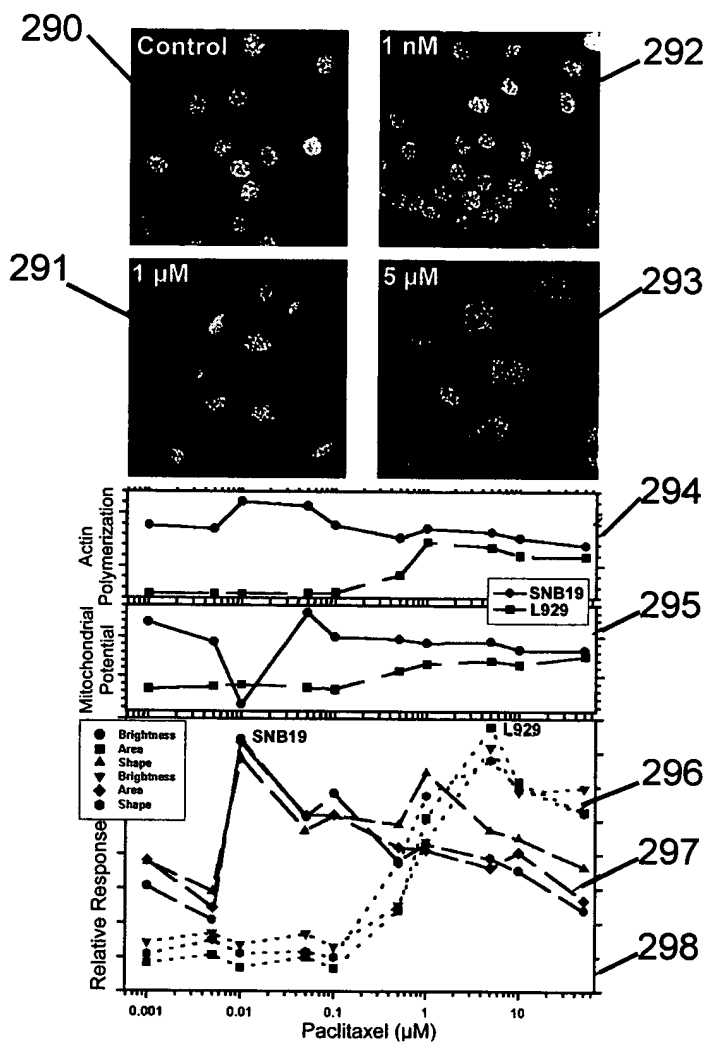 290
Control
1 nM
292
291
1 µM
5 µM
293
Actin
Polymerization
294
SNB19
L929
Mitochondrial
Potential
295
Brightness
Area
Shape
Brightness
Area
Shape
SNB19
L929
296
297
298
Relative Response
0.001
0.01
0.1
1
10
Paclitaxel (µM)